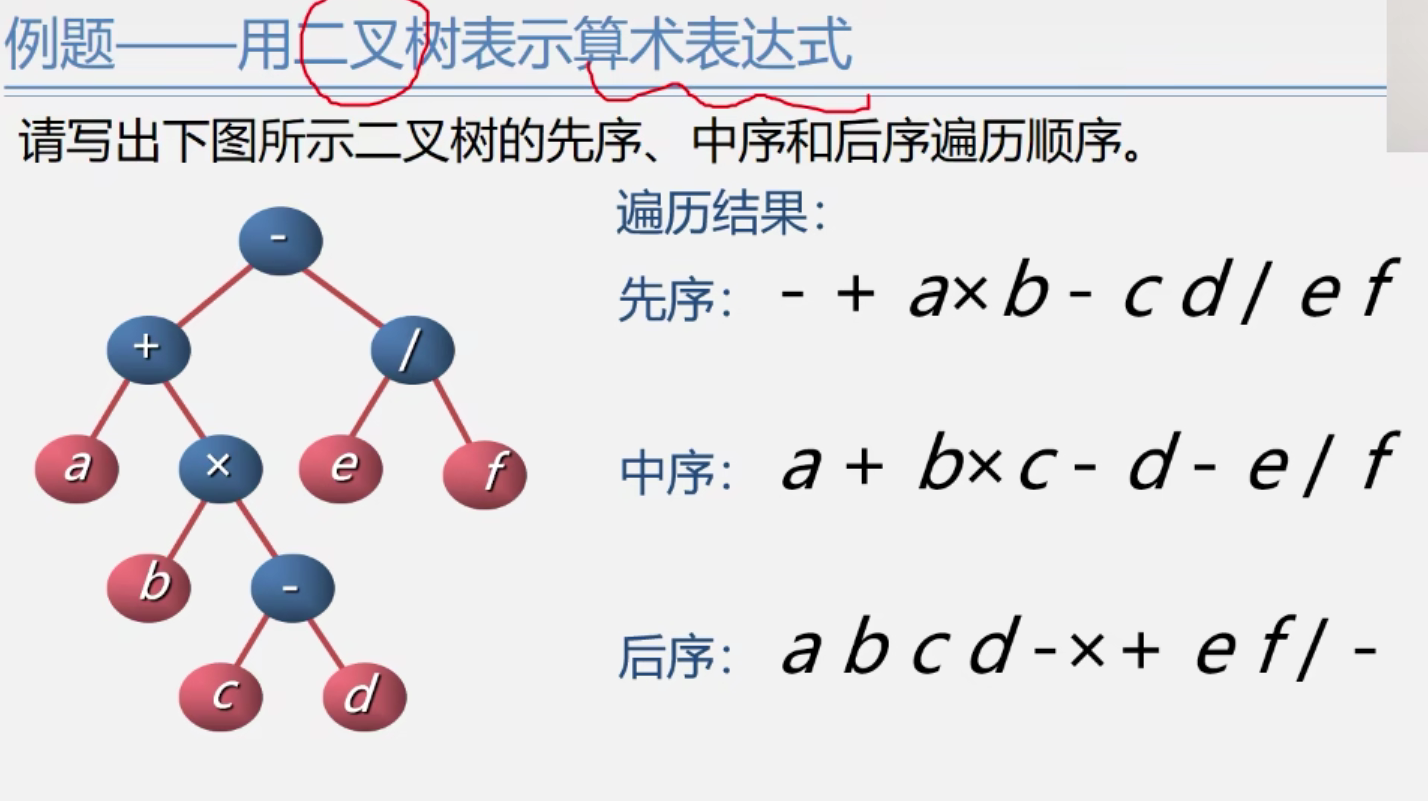 例题——用二叉树表示算术表达式
请写出下图所示二叉树的先序、中序和后序遍历顺序。
遍历结果：
-
先序： - + a × b - c d / e f
+ /
a × e f
中序： a + b × c - d - e / f
b -
后序： a b c d - × + e f / -
c d